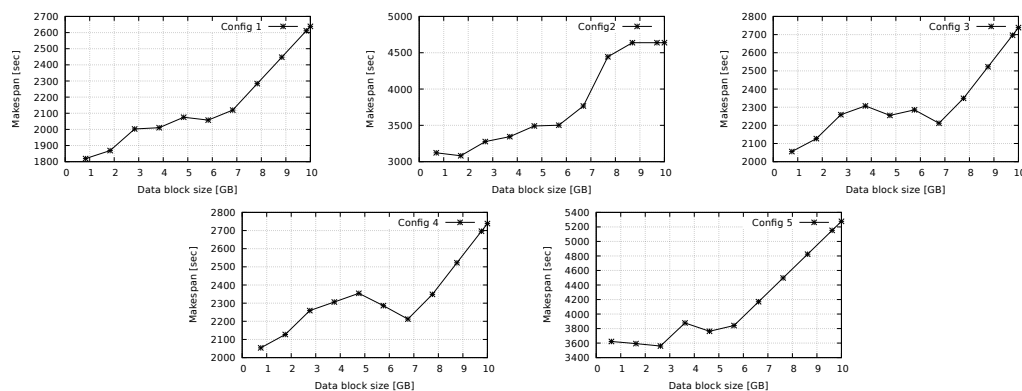 Config 1
Makespan [sec]
2700
2600
2500
2400
2300
2200
2100
2000
1900
1800
0 1 2 3 4 5 6 7 8 9 10
Data block size [GB]
Config2
Makespan [sec]
5000
4500
4000
3500
3000
0 1 2 3 4 5 6 7 8 9 10
Data block size [GB]
Config 3
Makespan [sec]
2800
2700
2600
2500
2400
2300
2200
2100
2000
0 1 2 3 4 5 6 7 8 9 10
Data block size [GB]
Config 4
Makespan [sec]
2800
2700
2600
2500
2400
2300
2200
2100
2000
0 1 2 3 4 5 6 7 8 9 10
Data block size [GB]
Config 5
Makespan [sec]
5400
5200
5000
4800
4600
4400
4200
4000
3800
3600
3400
0 1 2 3 4 5 6 7 8 9 10
Data block size [GB]